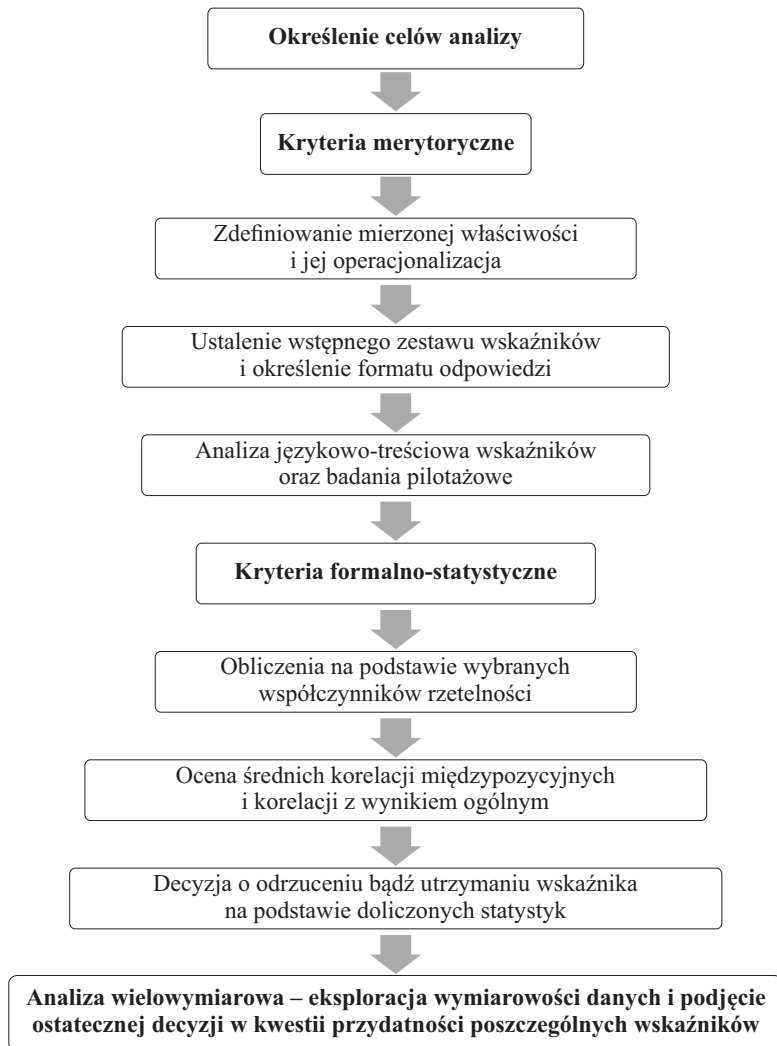 Określenie celów analizy
Kryteria merytoryczne
Zdefiniowanie mierzonej właściwości
i jej operacjonalizacja
Ustalenie wstępnego zestawu wskaźników
i określenie formatu odpowiedzi
Analiza językowo-treściowa wskaźników
oraz badania pilotażowe
Kryteria formalno-statystyczne
Obliczenia na podstawie wybranych
współczynników rzetelności
Ocena średnich korelacji międzypozycyjnych
i korelacji z wynikiem ogólnym
Decyzja o odrzuceniu bądź utrzymaniu wskaźnika
na podstawie doliczonych statystyk
Analiza wielowymiarowa – eksploracja wymiarowości danych i podjęcie
ostatecznej decyzji w kwestii przydatności poszczególnych wskaźników